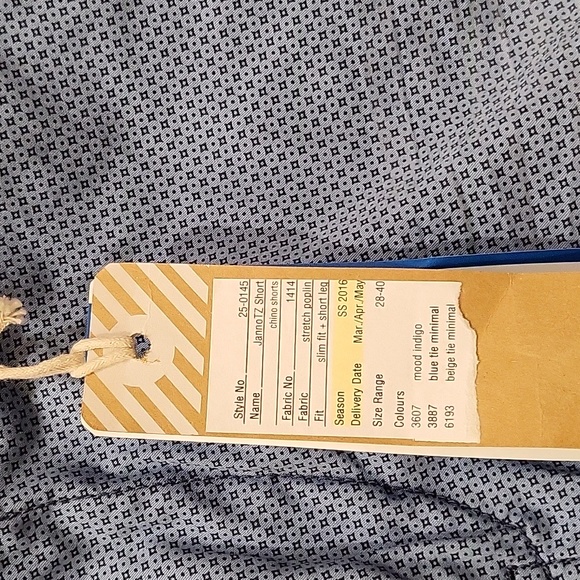 Style No 25-0145
Name JannoTZ Short
chino shorts
Fabric No 1414
Fabric stretch poplin
Fit slim fit + short leg
Season SS 2016
Delivery Date Mar./Apr./May
Size Range 28-40
Colours
3607 mood indigo
3887 blue tie minimal
6193 beige tie minimal